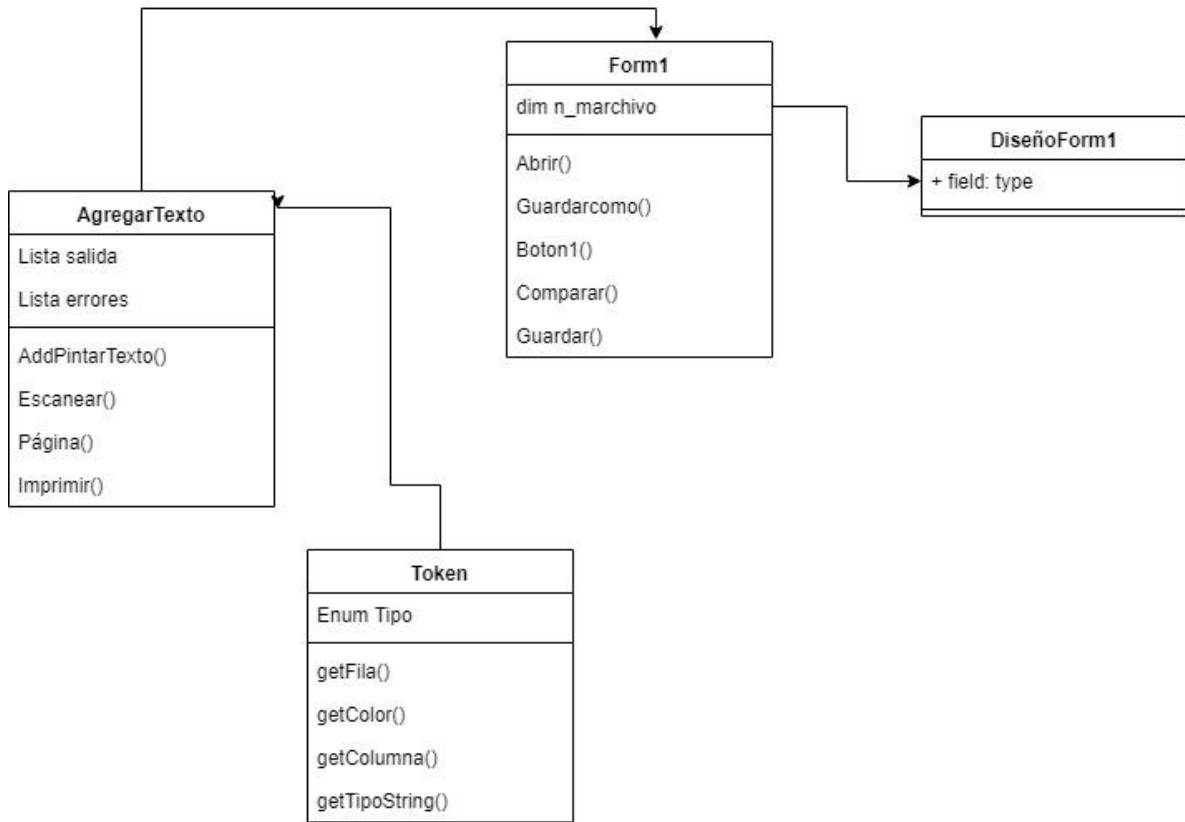 Form1
dim n_marchivo
Abrir()
Guardarcomo()
Boton1()
Comparar()
Guardar()
DiseñoForm1
+ field: type
AgregarTexto
Lista salida
Lista errores
AddPintarTexto()
Escanear()
Página()
Imprimir()
Token
Enum Tipo
getFila()
getColor()
getColumna()
getTipoString()